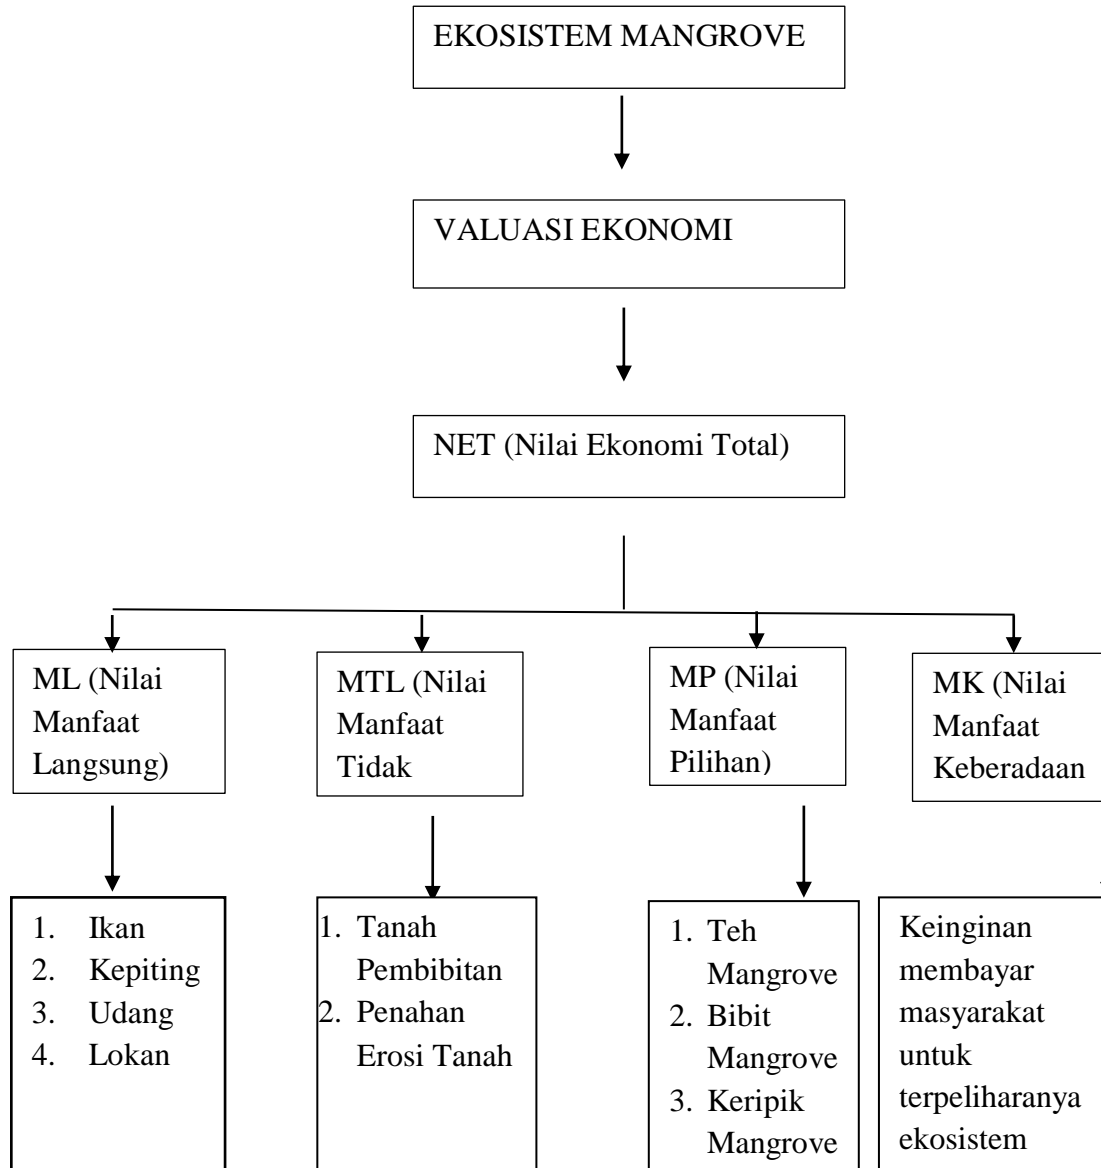 EKOSISTEM MANGROVE
VALUASI EKONOMI
NET (Nilai Ekonomi Total)
ML (Nilai
Manfaat
Langsung)
MTL (Nilai
Manfaat
Tidak
MP (Nilai
Manfaat
Pilihan)
MK (Nilai
Manfaat
Keberadaan
1. Ikan
2. Kepiting
3. Udang
4. Lokan
1. Tanah
Pembibitan
2. Penahan
Erosi Tanah
1. Teh
Mangrove
2. Bibit
Mangrove
3. Keripik
Mangrove
Keinginan
membayar
masyarakat
untuk
terpeliharanya
ekosistem